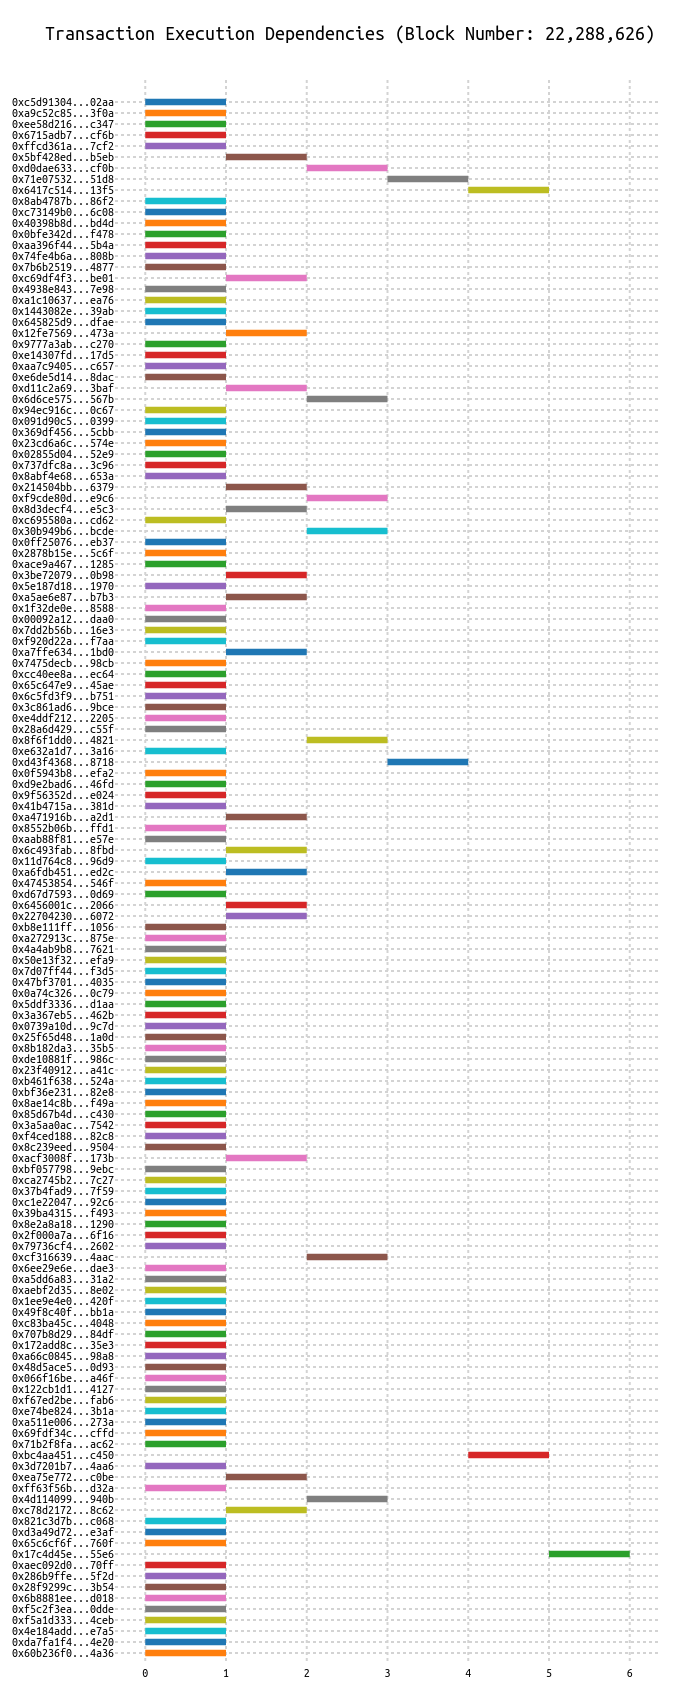 Transaction Execution Dependencies (Block Number: 22,288,626)
0xc5d91304...02aa
0xa9c52c85...3f0a
0xee58d216...c347
0x6715adb7...cf6b
0xffcd361a...7cf2
0x5bf428ed...b5eb
0xd0dae633...cf0b
0x71e07532...51d8
0x6417c514...13f5
0x8ab4787b...86f2
0xc73149b0...6c08
0x40398b8d...bd4d
0x0bfe342d...f478
0xaa396f44...5b4a
0x74fe4b6a...808b
0x7b6b2519...4877
0xc69df4f3...be01
0x4938e843...7e98
0xa1c10637...ea76
0x1443082e...39ab
0x645825d9...dfae
0x12fe7569...473a
0x9777a3ab...c270
0xe14307fd...17d5
0xaa7c9405...c657
0xe6de5d14...8dac
0xd11c2a69...3baf
0x6d6ce575...567b
0x94ec916c...0c67
0x091d90c5...0399
0x369df456...5cbb
0x23cd6a6c...574e
0x02855d04...52e9
0x737dfc8a...3c96
0x8abf4e68...653a
0x214504bb...6379
0xf9cde80d...e9c6
0x8d3decf4...e5c3
0xc695580a...cd62
0x30b949b6...bcde
0x0ff25076...eb37
0x2878b15e...5c6f
0xace9a467...1285
0x3be72079...0b98
0x5e187d18...1970
0xa5ae6e87...b7b3
0x1f32de0e...8588
0x00092a12...daa0
0x7dd2b56b...16e3
0xf920d22a...f7aa
0xa7ffe634...1bd0
0x7475decb...98cb
0xcc40ee8a...ec64
0x65c647e9...45ae
0x6c5fd3f9...b751
0x3c861ad6...9bce
0xe4ddf212...2205
0x28a6d429...c55f
0x8f6f1dd0...4821
0xe632a1d7...3a16
0xd43f4368...8718
0x0f5943b8...efa2
0xd9e2bad6...46fd
0x9f56352d...e024
0x41b4715a...381d
0xa471916b...a2d1
0x8552b06b...ffd1
0xaab88f81...e57e
0x6c493fab...8fbd
0x11d764c8...96d9
0xa6fdb451...ed2c
0x47453854...546f
0xd67d7593...0d69
0x6456001c...2066
0x22704230...6072
0xb8e111ff...1056
0xa272913c...875e
0x4a4ab9b8...7621
0x50e13f32...efa9
0x7d07ff44...f3d5
0x47bf3701...4035
0x0a74c326...0c79
0x5ddf3336...d1aa
0x3a367eb5...462b
0x0739a10d...9c7d
0x25f65d48...1a0d
0x8b182da3...35b5
0xde10881f...986c
0x23f40912...a41c
0xb461f638...524a
0xbf36e231...82e8
0x8ae14c8b...f49a
0x85d67b4d...c430
0x3a5aa0ac...7542
0xf4ced188...82c8
0x8c239eed...9504
0xacf3008f...173b
0xbf057798...9ebc
0xca2745b2...7c27
0x37b4fad9...7f59
0xc1e22047...92c6
0x39ba4315...f493
0x8e2a8a18...1290
0x2f000a7a...6f16
0x79736cf4...2602
0xcf316639...4aac
0x6ee29e6e...dae3
0xa5dd6a83...31a2
0xaebf2d35...8e02
0x1ee9e4e0...420f
0x49f8c40f...bb1a
0xc83ba45c...4048
0x707b8d29...84df
0x172add8c...35e3
0xa66c0845...98a8
0x48d5ace5...0d93
0x066f16be...a46f
0x122cb1d1...4127
0xf67ed2be...fab6
0xe74be824...3b1a
0xa511e006...273a
0x69fdf34c...cffd
0x71b2f8fa...ac62
0xbc4aa451...c450
0x3d7201b7...4aa6
0xea75e772...c0be
0xff63f56b...d32a
0x4d114099...940b
0xc78d2172...8c62
0x821c3d7b...c068
0xd3a49d72...e3af
0x65c6cf6f...760f
0x17c4d45e...55e6
0xaec092d0...70ff
0x286b9ffe...5f2d
0x28f9299c...3b54
0x6b8881ee...d018
0xf5c2f3ea...0dde
0xf5a1d333...4ceb
0x4e184add...e7a5
0xda7fa1f4...4e20
0x60b236f0...4a36
0 1 2 3 4 5 6